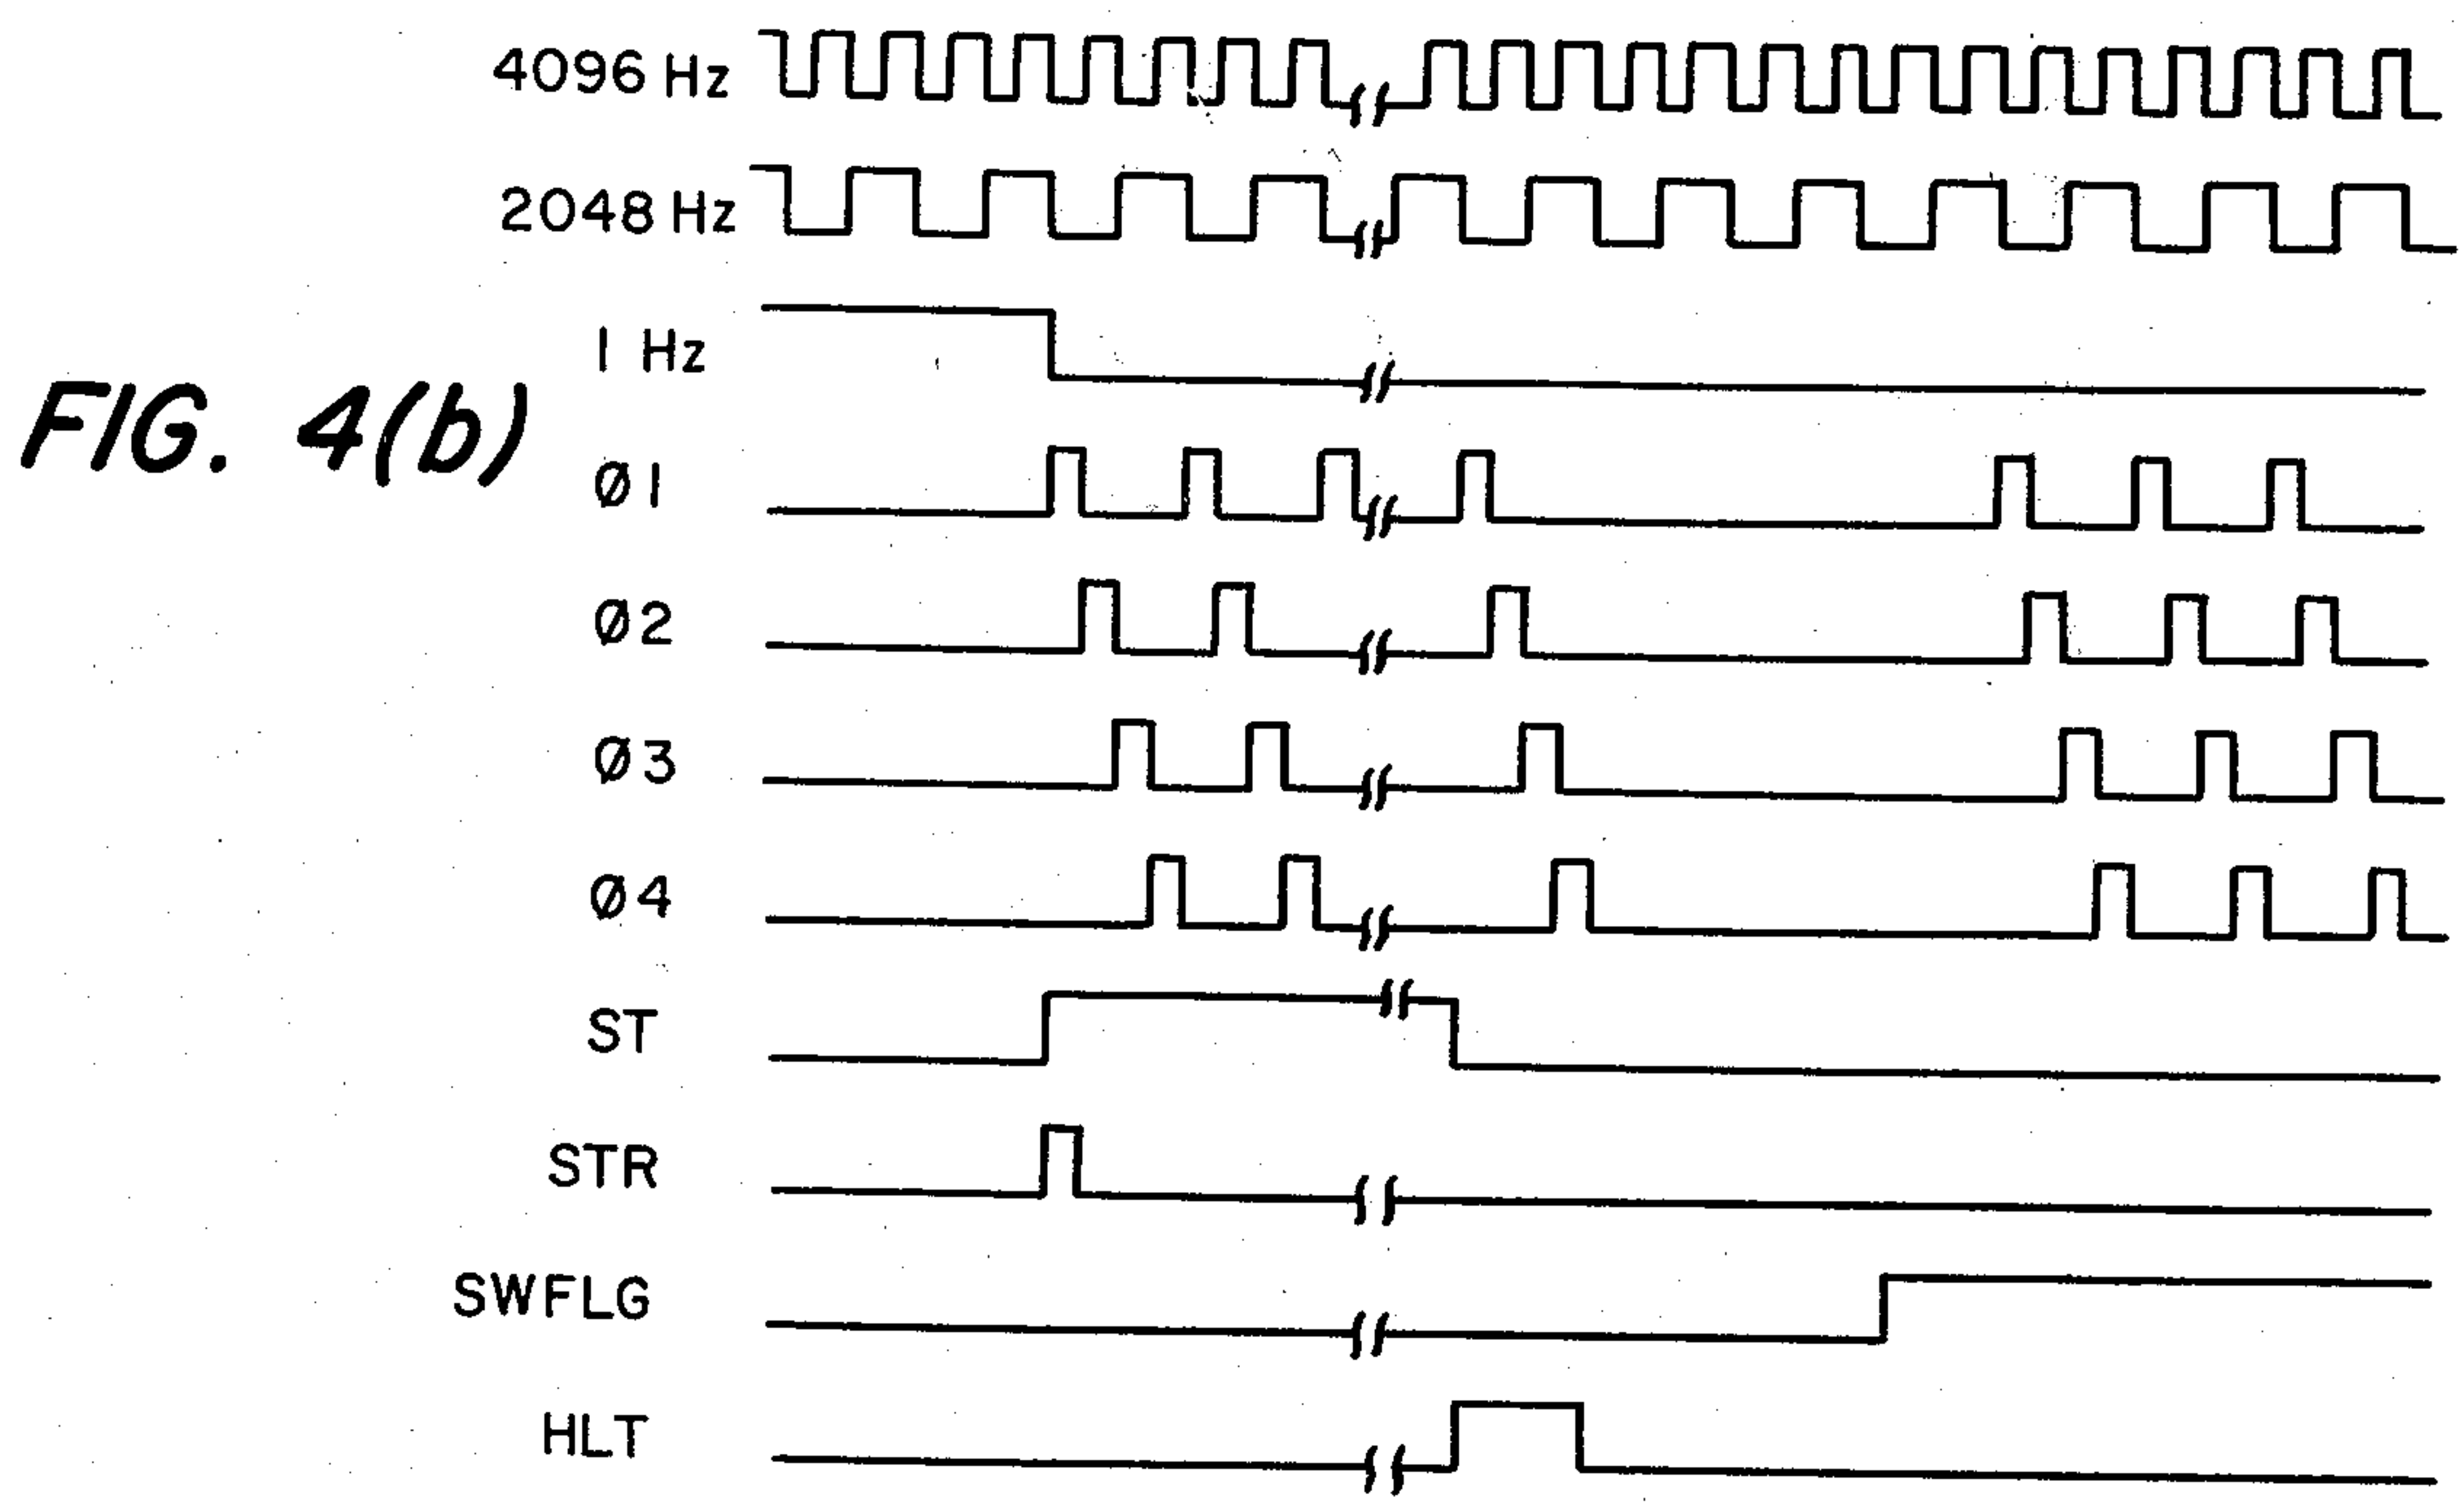 4096 Hz
2048 Hz
1 Hz
FIG. 4(b)
Ø1
Ø2
Ø3
Ø4
ST
STR
SWFLG
HLT